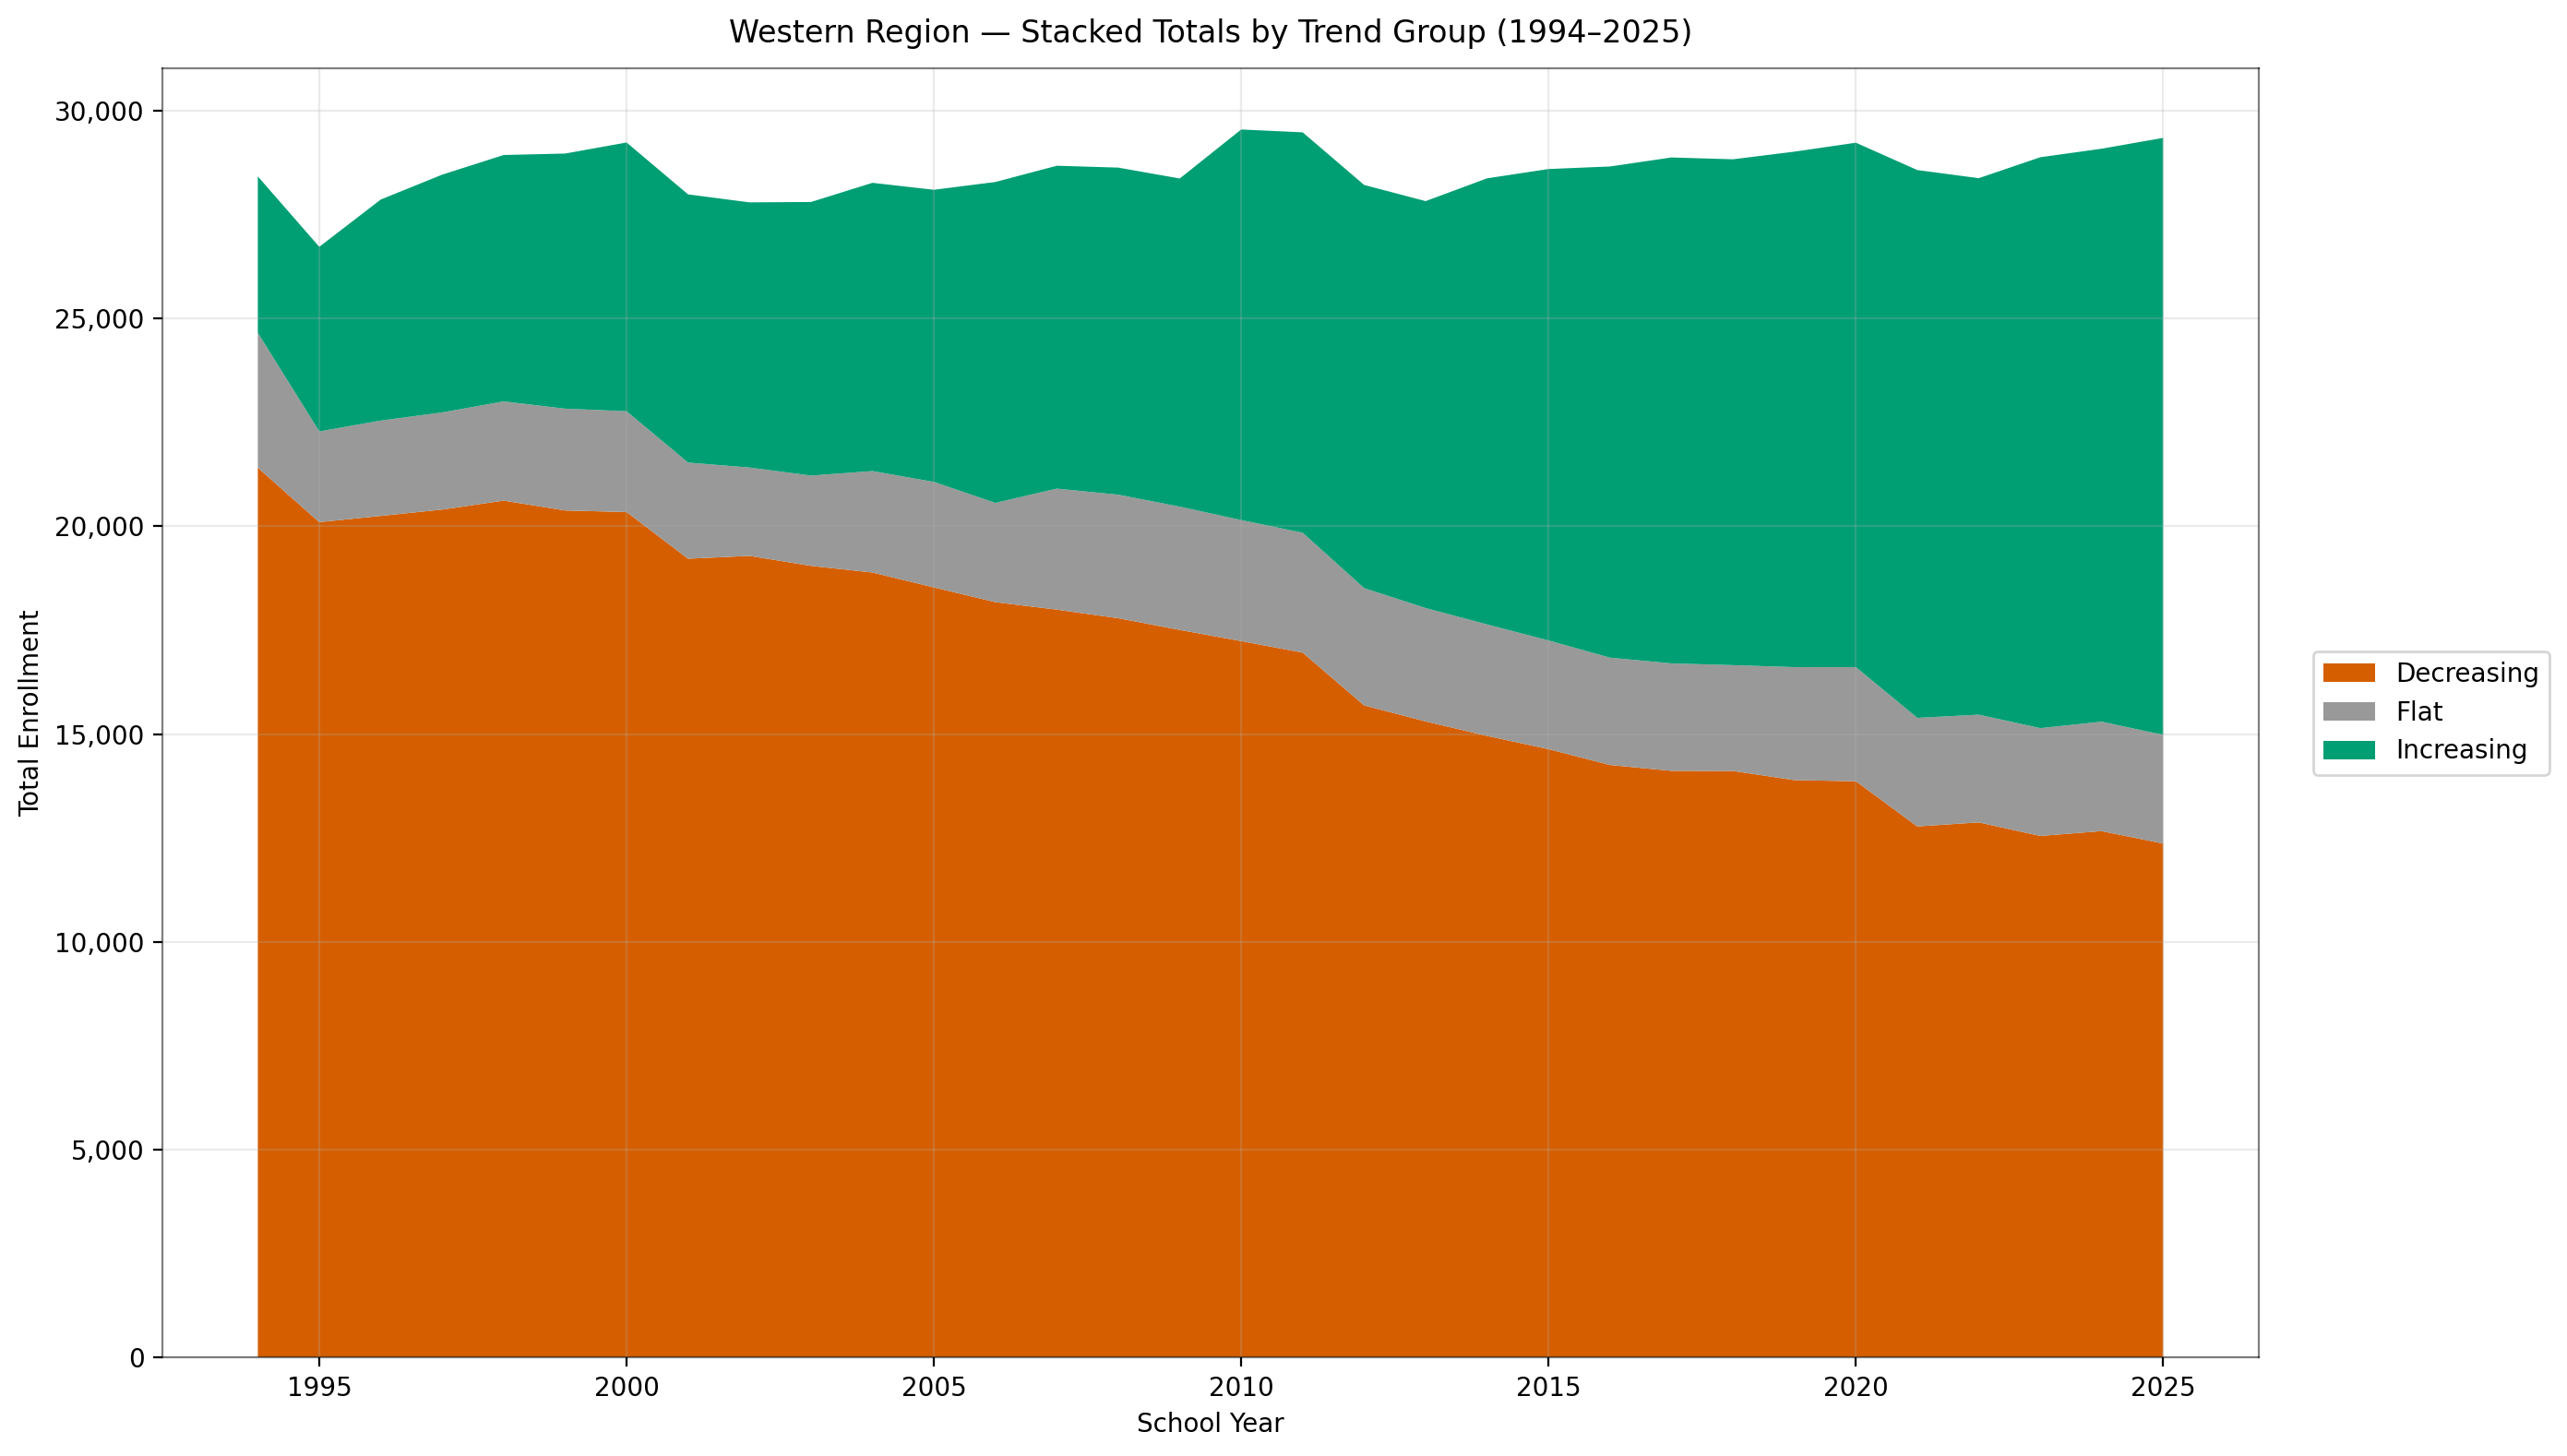 Western Region — Stacked Totals by Trend Group (1994–2025)
30,000
25,000
20,000
15,000
10,000
5,000
0
Total Enrollment
1995 2000 2005 2010 2015 2020 2025
School Year
Decreasing
Flat
Increasing